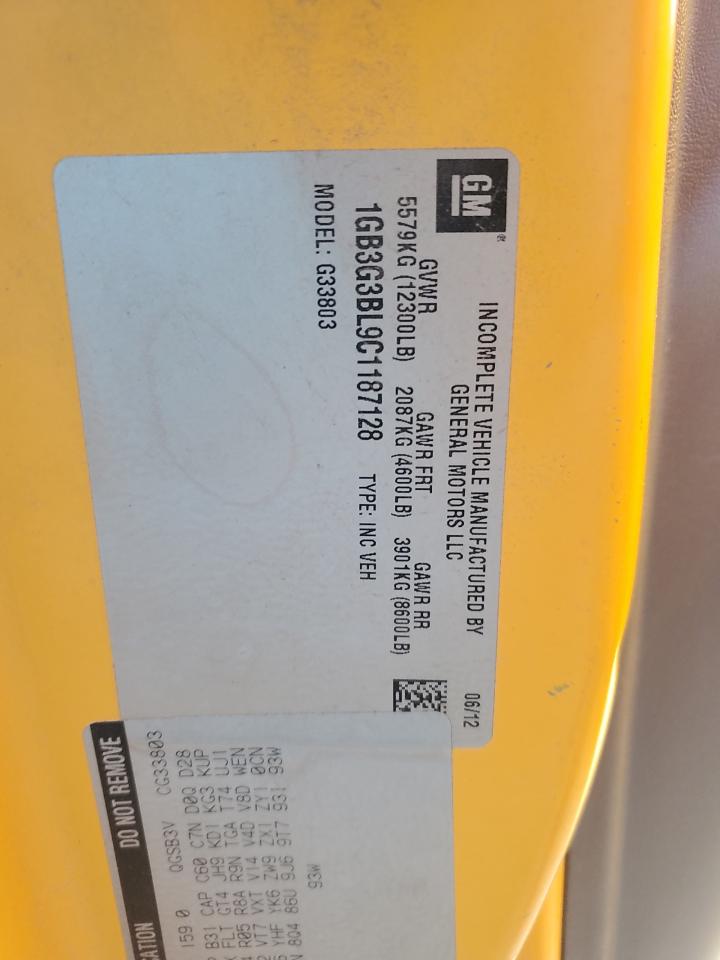 GM®
INCOMPLETE VEHICLE MANUFACTURED BY
GENERAL MOTORS LLC
06/12
GVWR GAWR FRT GAWR RR
5579KG (12300LB) 2087KG (4600LB) 3901KG (8600LB)
1GB3G3BL9C1187128 TYPE: INC VEH
MODEL: G33803
DO NOT REMOVE
159.0 QGSB3V CG33803
B31 CAP C60 C7N D0Q D28
FLT GT4 JH9 KD1 KG3 KUP
R05 R8A R9N TGA T74 UJ1
VT7 VXT V14 V4D V8D WEN
YHF YK6 ZW9 ZX1 ZY1 0CN
8Q4 86U 9J6 9T7 931 93W
93W